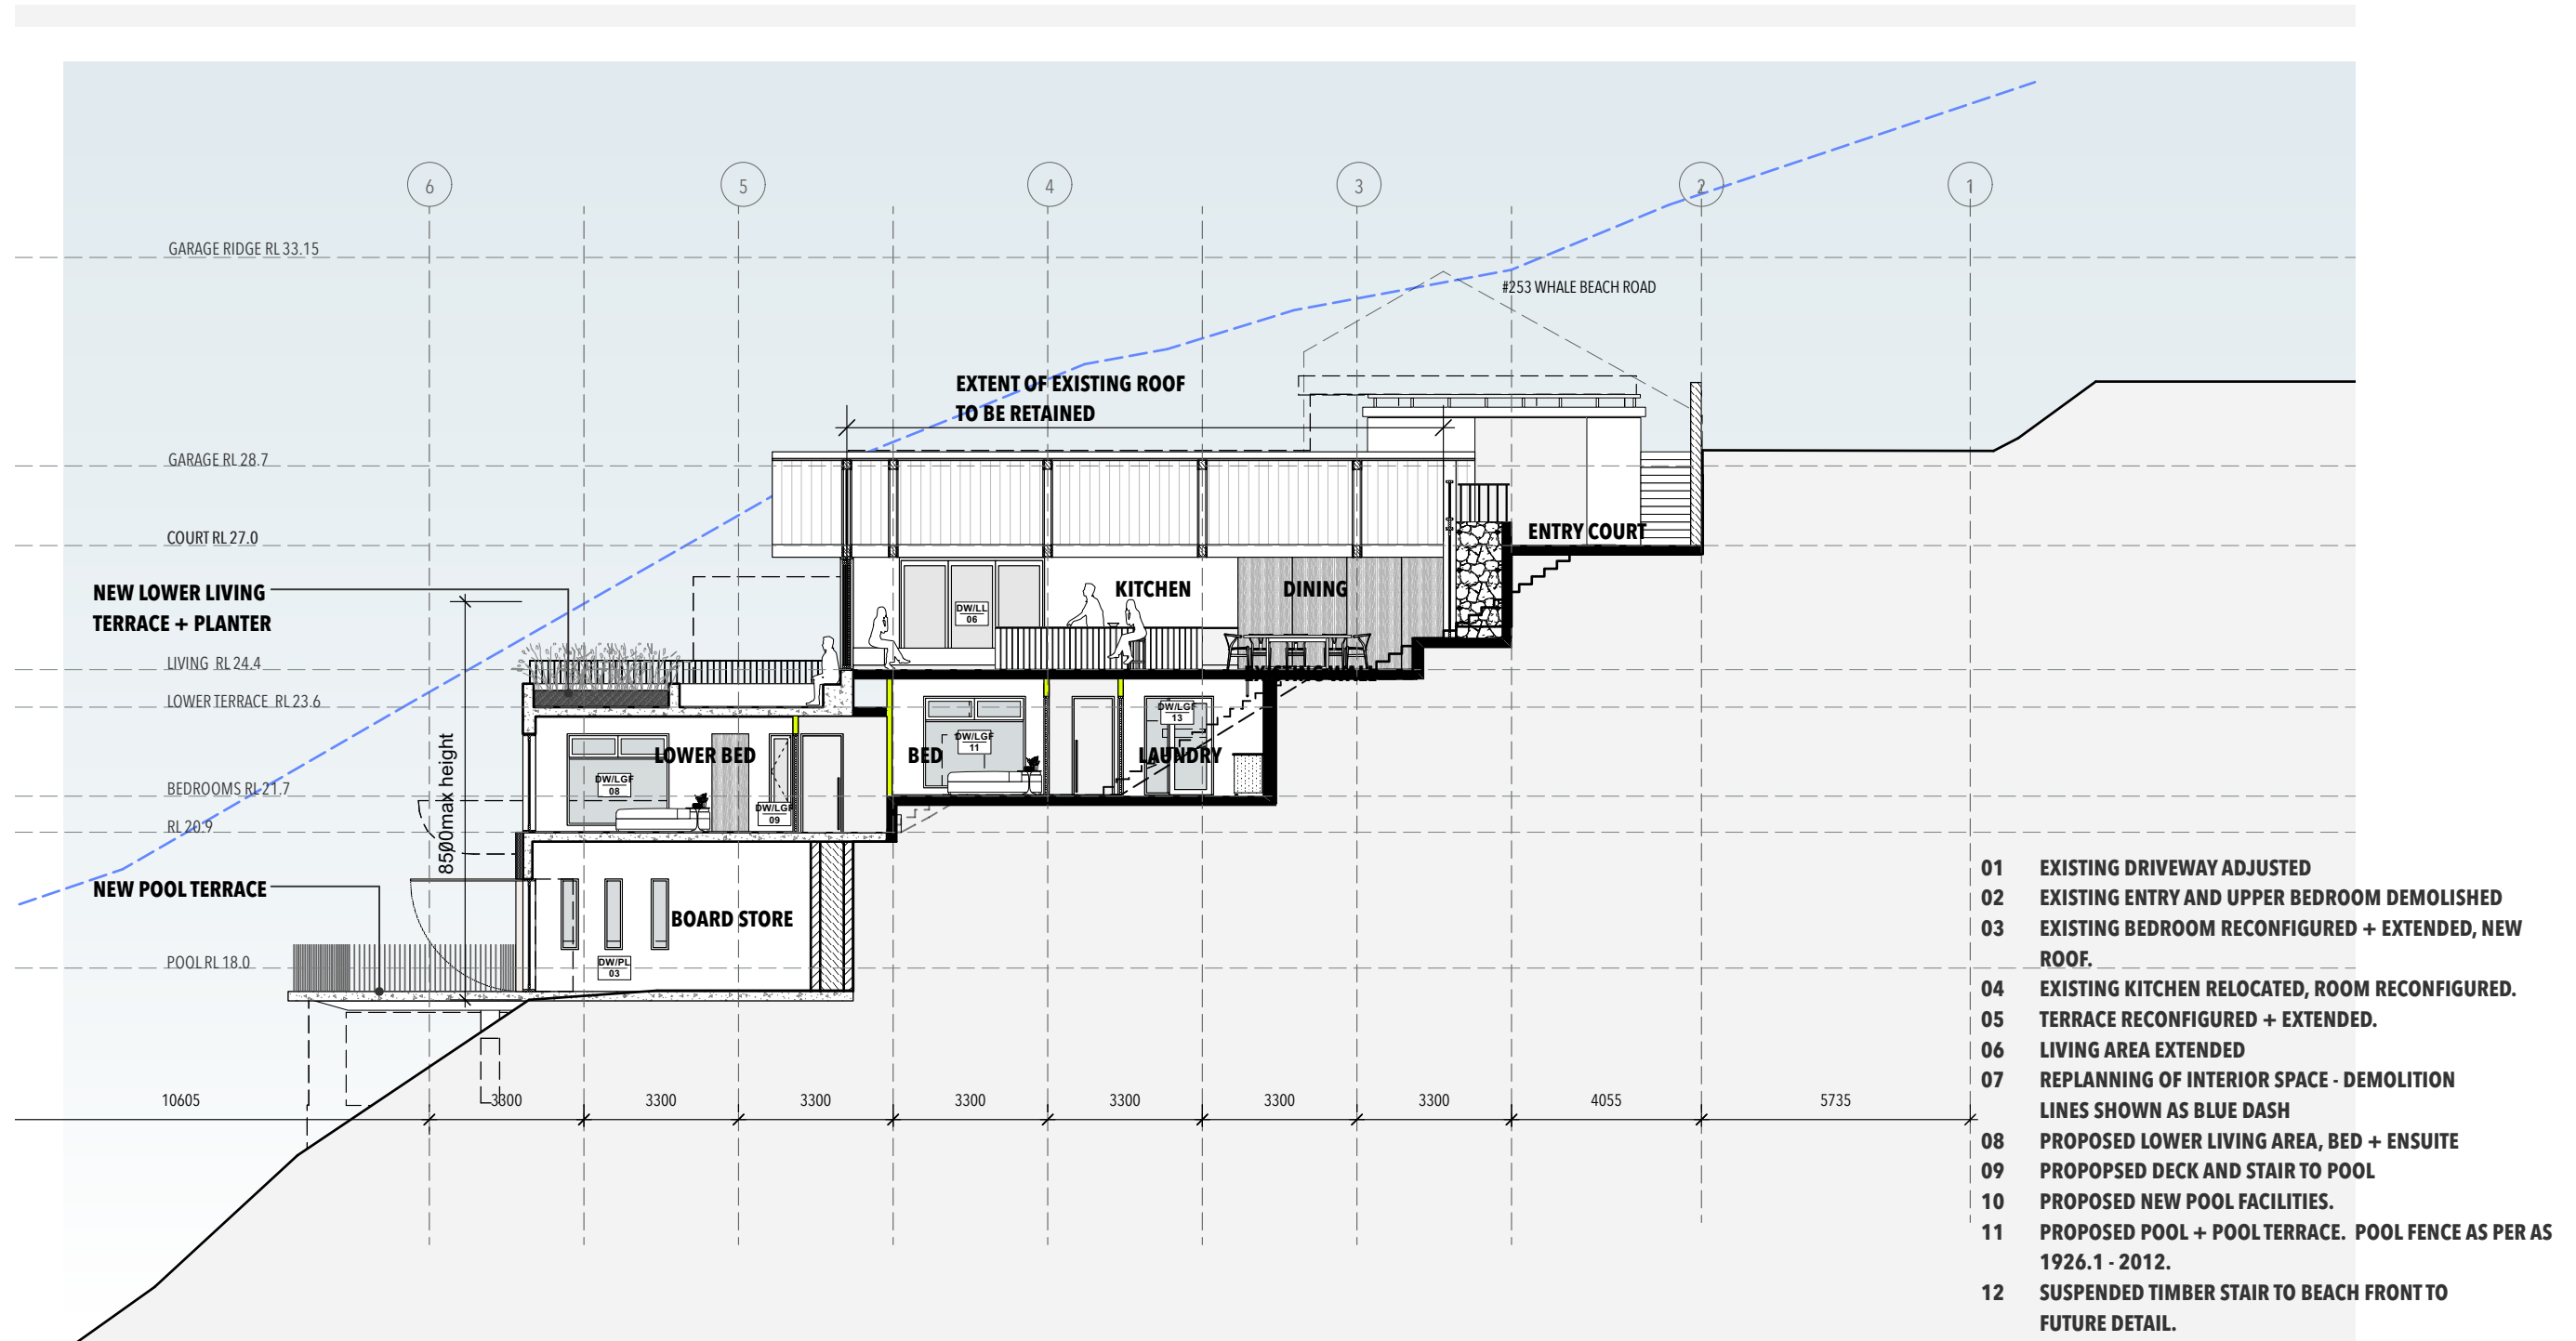 6
5
4
3
2
1
GARAGE RIDGE RL 33.15
#253 WHALE BEACH ROAD
EXTENT OF EXISTING ROOF
TO BE RETAINED
GARAGE RL 28.7
COURT RL 27.0
ENTRY COURT
NEW LOWER LIVING
TERRACE + PLANTER
KITCHEN
DINING
DW/LL
06
LIVING RL 24.4
EXISTING WALL
LOWER TERRACE RL 23.6
DW/LGF
13
DW/LGF
11
LOWER BED
BED
LAUNDRY
8500max height
DW/LGF
08
BEDROOMS RL 21.7
DW/LGF
09
RL 20.9
NEW POOL TERRACE
BOARD STORE
POOL RL 18.0
DW/PL
03
10605
3300
3300
3300
3300
3300
3300
3300
4055
5735
01 EXISTING DRIVEWAY ADJUSTED
02 EXISTING ENTRY AND UPPER BEDROOM DEMOLISHED
03 EXISTING BEDROOM RECONFIGURED + EXTENDED, NEW
ROOF.
04 EXISTING KITCHEN RELOCATED, ROOM RECONFIGURED.
05 TERRACE RECONFIGURED + EXTENDED.
06 LIVING AREA EXTENDED
07 REPLANNING OF INTERIOR SPACE - DEMOLITION
LINES SHOWN AS BLUE DASH
08 PROPOSED LOWER LIVING AREA, BED + ENSUITE
09 PROPOPSED DECK AND STAIR TO POOL
10 PROPOSED NEW POOL FACILITIES.
11 PROPOSED POOL + POOL TERRACE. POOL FENCE AS PER AS
1926.1 - 2012.
12 SUSPENDED TIMBER STAIR TO BEACH FRONT TO
FUTURE DETAIL.